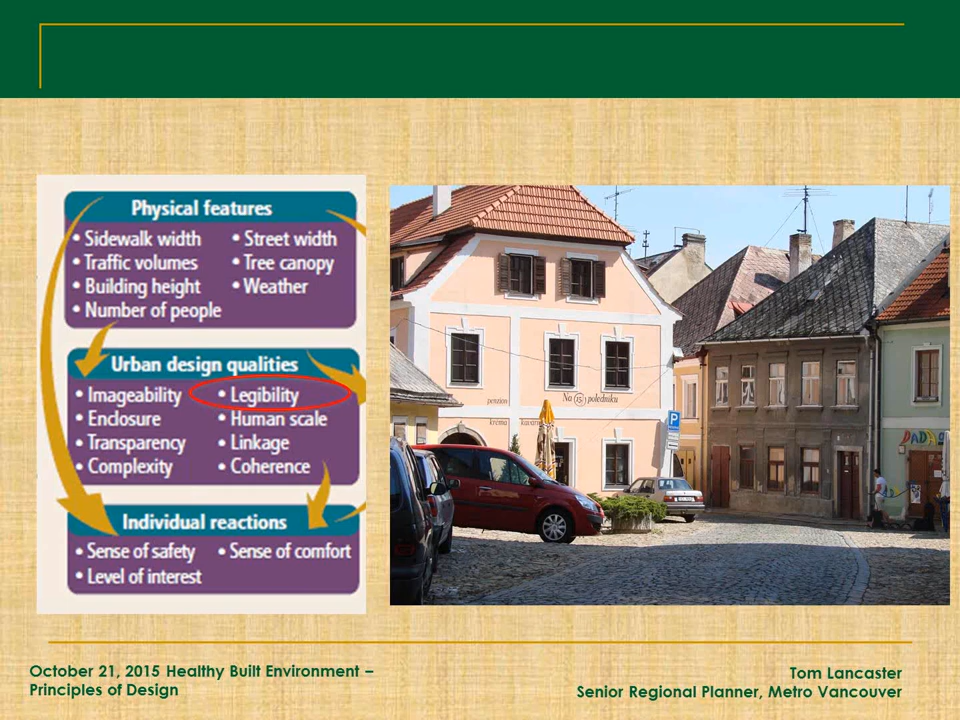 Physical features
• Sidewalk width
• Street width
• Traffic volumes
• Tree canopy
• Building height
• Weather
• Number of people
Urban design qualities
• Imageability
• Legibility
• Enclosure
• Human scale
• Transparency
• Linkage
• Complexity
• Coherence
Individual reactions
• Sense of safety
• Sense of comfort
• Level of interest
penzion
Na 15 poledníku
kavárna
P
DADA
October 21, 2015 Healthy Built Environment –
Principles of Design
Tom Lancaster
Senior Regional Planner, Metro Vancouver